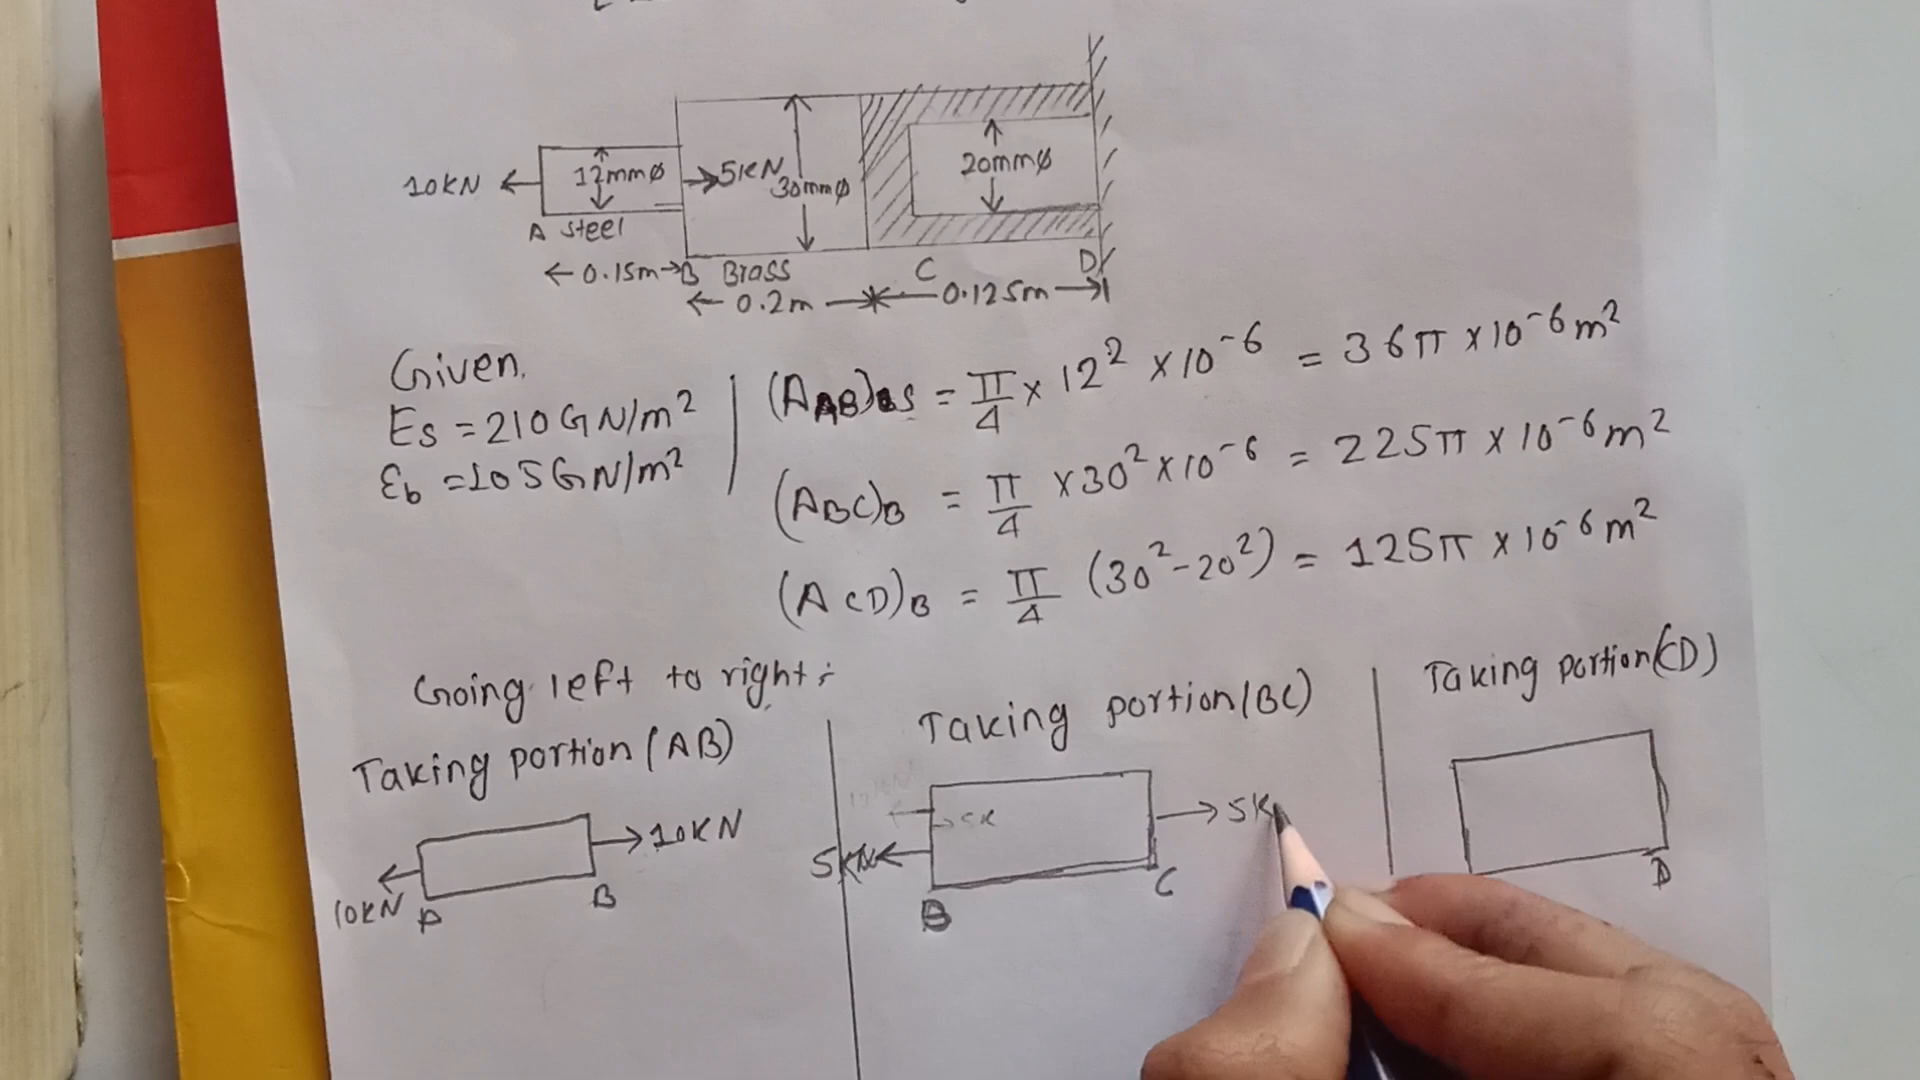 10KN
12mmø
5KN
30mmø
20mmø
A Steel
B Brass
C
D
0.15m
0.2m
0.125m
Given,
Es = 210 GN/m²
Eb = 105 GN/m²
= π/4 × 12² × 10⁻⁶ = 36π × 10⁻⁶ m²
(ABC)B = π/4 × 30² × 10⁻⁶ = 225π × 10⁻⁶ m²
(ACD)B = π/4 (30² - 20²) = 125π × 10⁻⁶ m²
Going left to right:
Taking portion (AB)
10KN
10KN A
B
Taking portion (BC)
5KN
5K
B
C
Taking portion (CD)
D